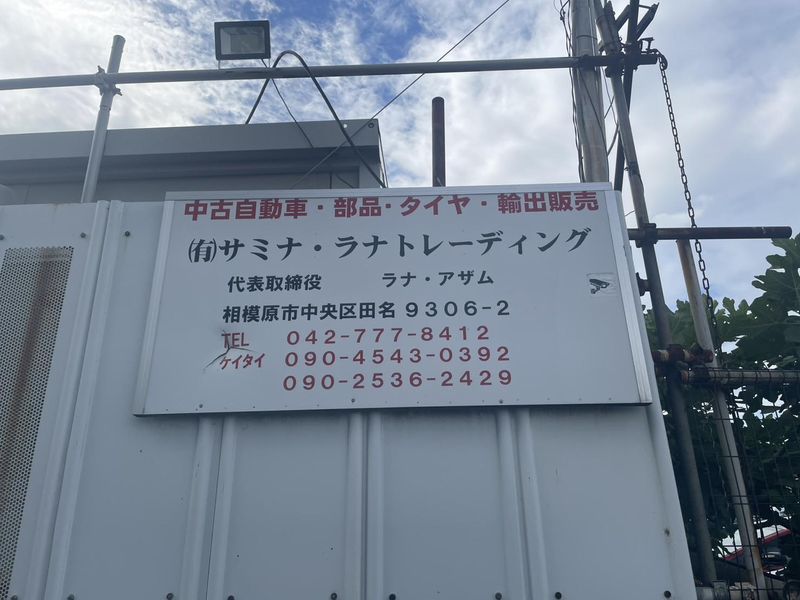 中古自動車・部品・タイヤ・輸出販売
㈲サミナ・ラナトレーディング
代表取締役 ラナ・アザム
相模原市中央区田名 9306-2
TEL 042-777-8412
ケイタイ 090-4543-0392
090-2536-2429